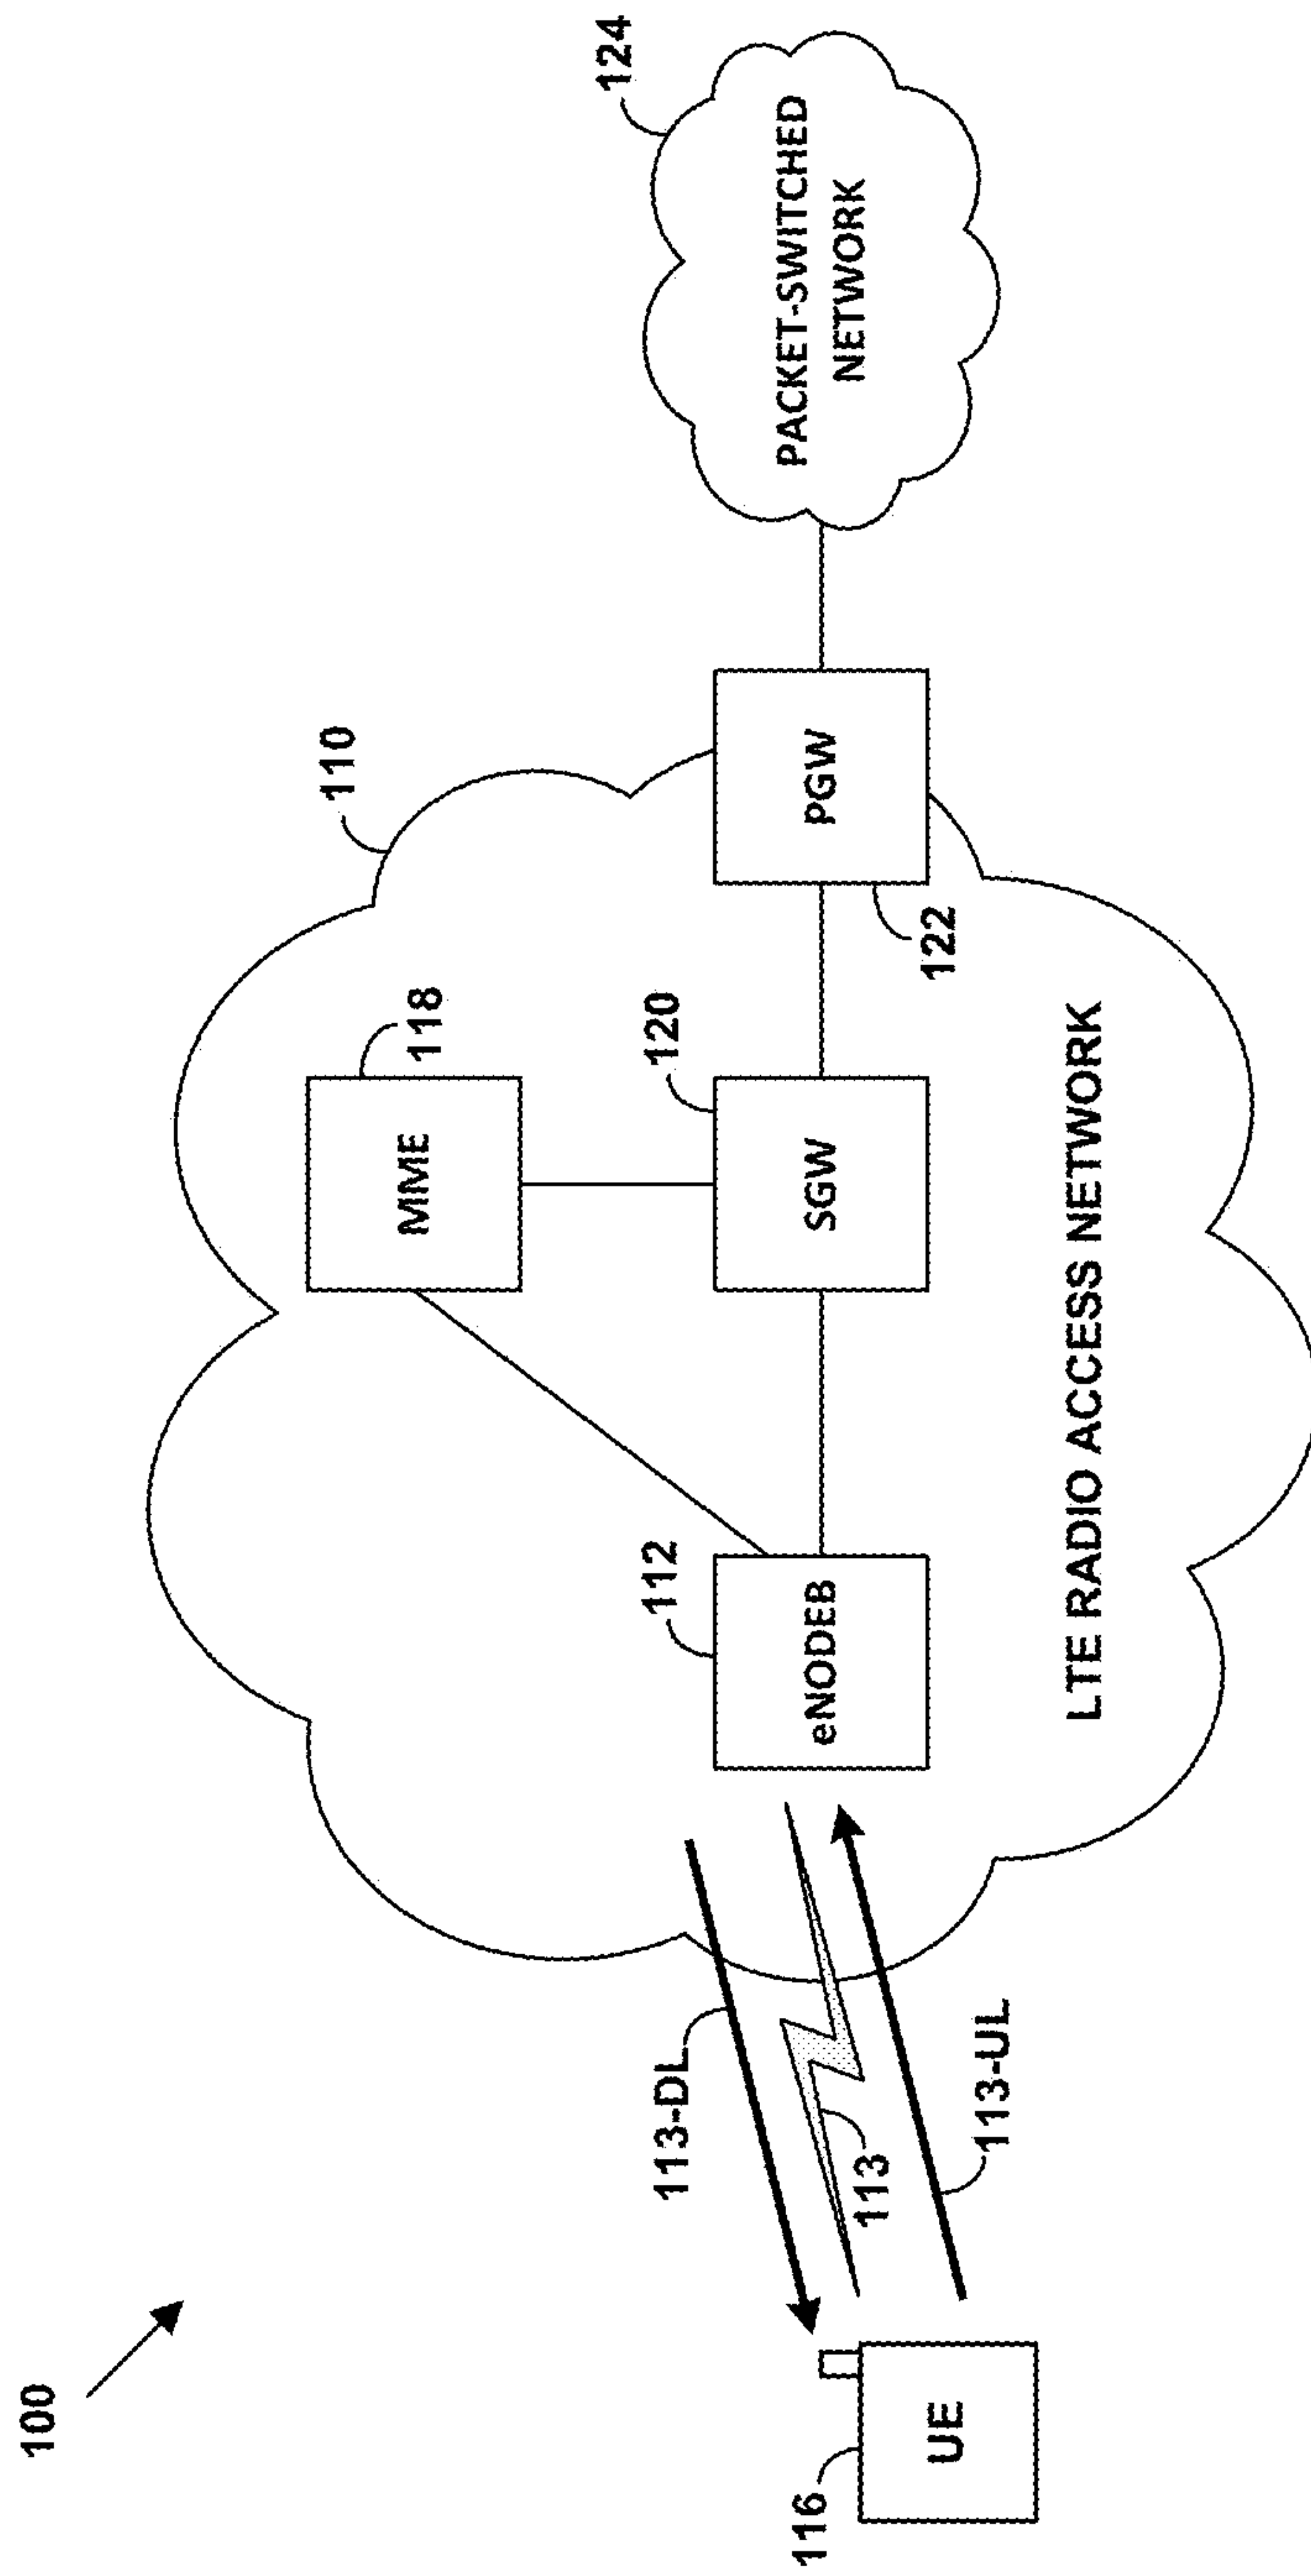 100
110
124
MME
118
112
120
113-DL
eNODEB
SGW
PGW
PACKET-SWITCHED
NETWORK
116
113
122
UE
113-UL
LTE RADIO ACCESS NETWORK